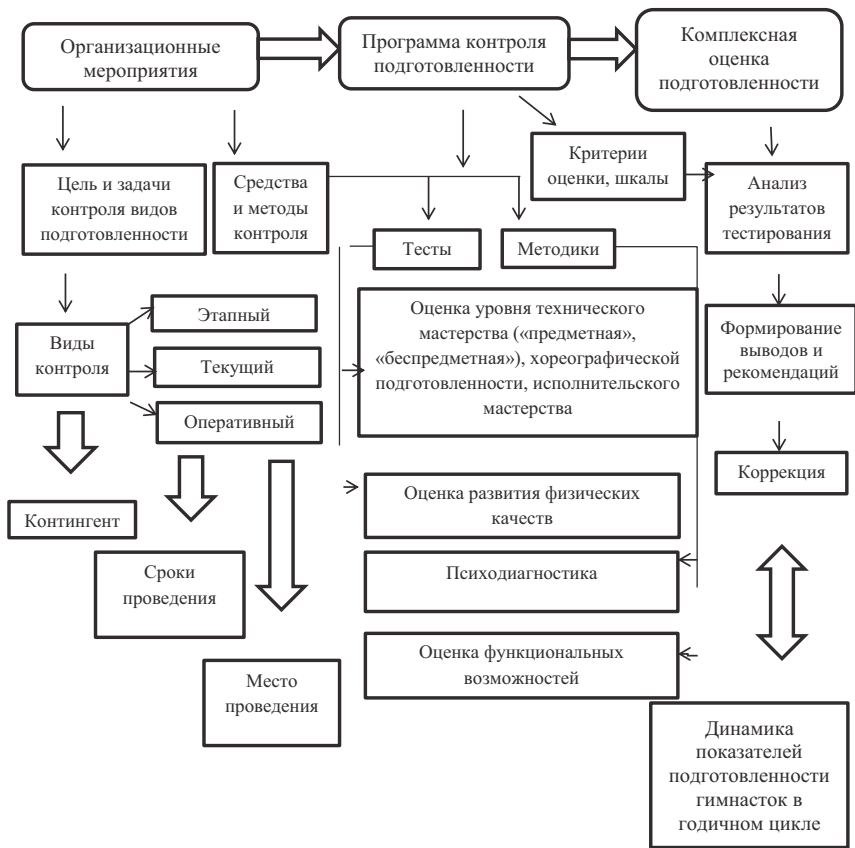 Организационные
мероприятия
Программа контроля
подготовленности
Комплексная
оценка
подготовленности
Цель и задачи
контроля видов
подготовленности
Средства
и методы
контроля
Критерии
оценки, шкалы
Анализ
результатов
тестирования
Тесты
Методики
Виды
контроля
Этапный
Текущий
Оперативный
Оценка уровня технического
мастерства («предметная»,
«беспредметная»), хореографической
подготовленности, исполнительского
мастерства
Формирование
выводов и
рекомендаций
Коррекция
Контингент
Оценка развития физических
качеств
Сроки
проведения
Психодиагностика
Оценка функциональных
возможностей
Место
проведения
Динамика
показателей
подготовленности
гимнасток в
годичном цикле